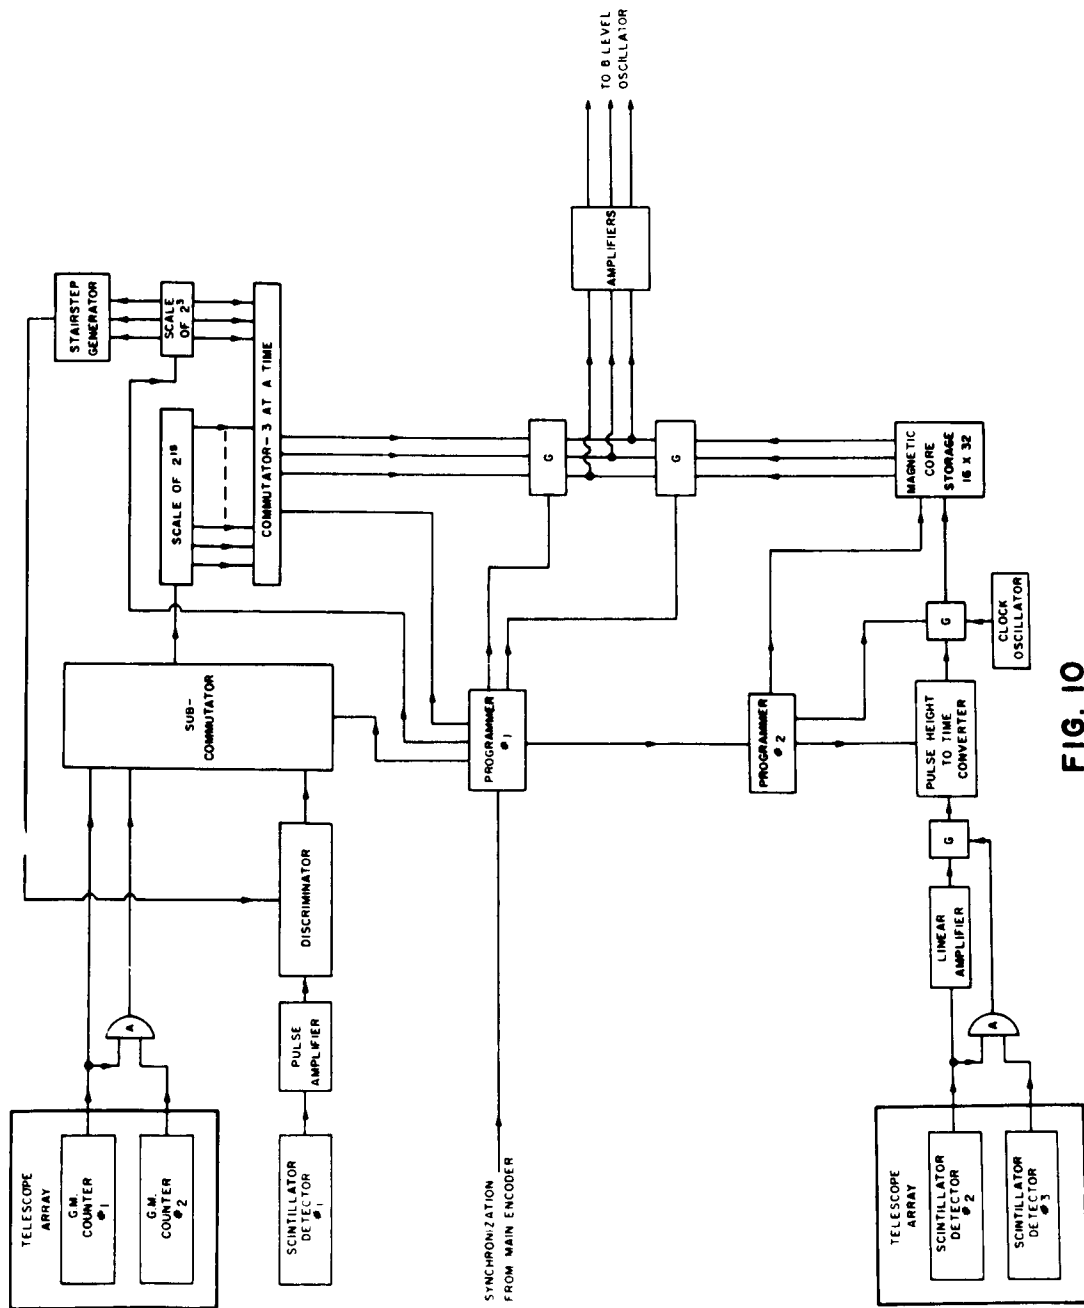 TELESCOPE
ARRAY
G.M.
COUNTER
#1
G.M.
COUNTER
#2
A
SCINTILLATOR
DETECTOR
#1
PULSE
AMPLIFIER
DISCRIMINATOR
SUB-
COMMUTATOR
SCALE OF 2¹⁵
SCALE
OF 2³
STAIRSTEP
GENERATOR
COMMUTATOR-3 AT A TIME
SYNCHRONIZATION
FROM MAIN ENCODER
PROGRAMMER
#1
G
G
AMPLIFIERS
TO B LEVEL
OSCILLATOR
PROGRAMMER
#2
TELESCOPE
ARRAY
SCINTILLATOR
DETECTOR
#2
SCINTILLATOR
DETECTOR
#3
A
LINEAR
AMPLIFIER
G
PULSE HEIGHT
TO TIME
CONVERTER
G
CLOCK
OSCILLATOR
MAGNETIC
CORE
STORAGE
16 X 32
FIG. 10